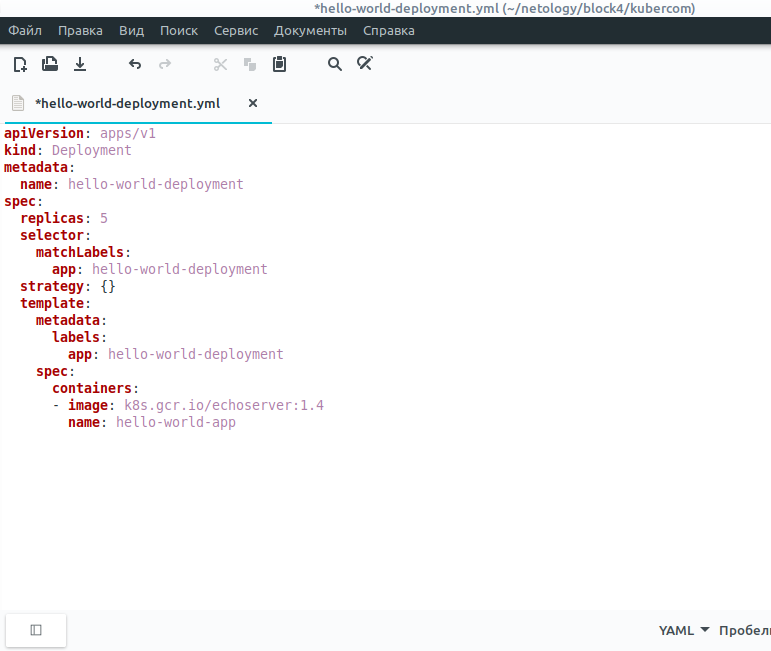 *hello-world-deployment.yml (~/netology/block4/kubercom)
Файл Правка Вид Поиск Сервис Документы Справка
*hello-world-deployment.yml
apiVersion: apps/v1
kind: Deployment
metadata:
  name: hello-world-deployment
spec:
  replicas: 5
  selector:
    matchLabels:
      app: hello-world-deployment
  strategy: {}
  template:
    metadata:
      labels:
        app: hello-world-deployment
    spec:
      containers:
      - image: k8s.gcr.io/echoserver:1.4
        name: hello-world-app
YAML